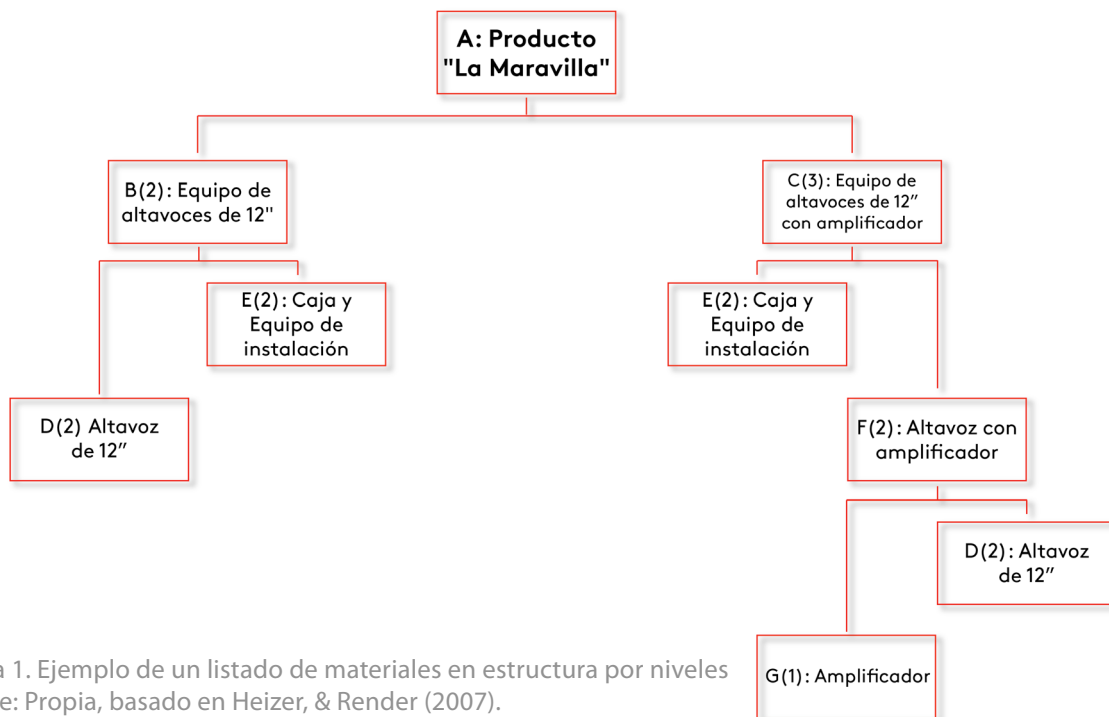 A: Producto
"La Maravilla"
B(2): Equipo de
altavoces de 12"
C(3): Equipo de
altavoces de 12”
con amplificador
E(2): Caja y
Equipo de
instalación
E(2): Caja y
Equipo de
instalación
D(2) Altavoz
de 12”
F(2): Altavoz con
amplificador
D(2): Altavoz
de 12”
G(1): Amplificador
a 1. Ejemplo de un listado de materiales en estructura por niveles
e: Propia, basado en Heizer, & Render (2007).